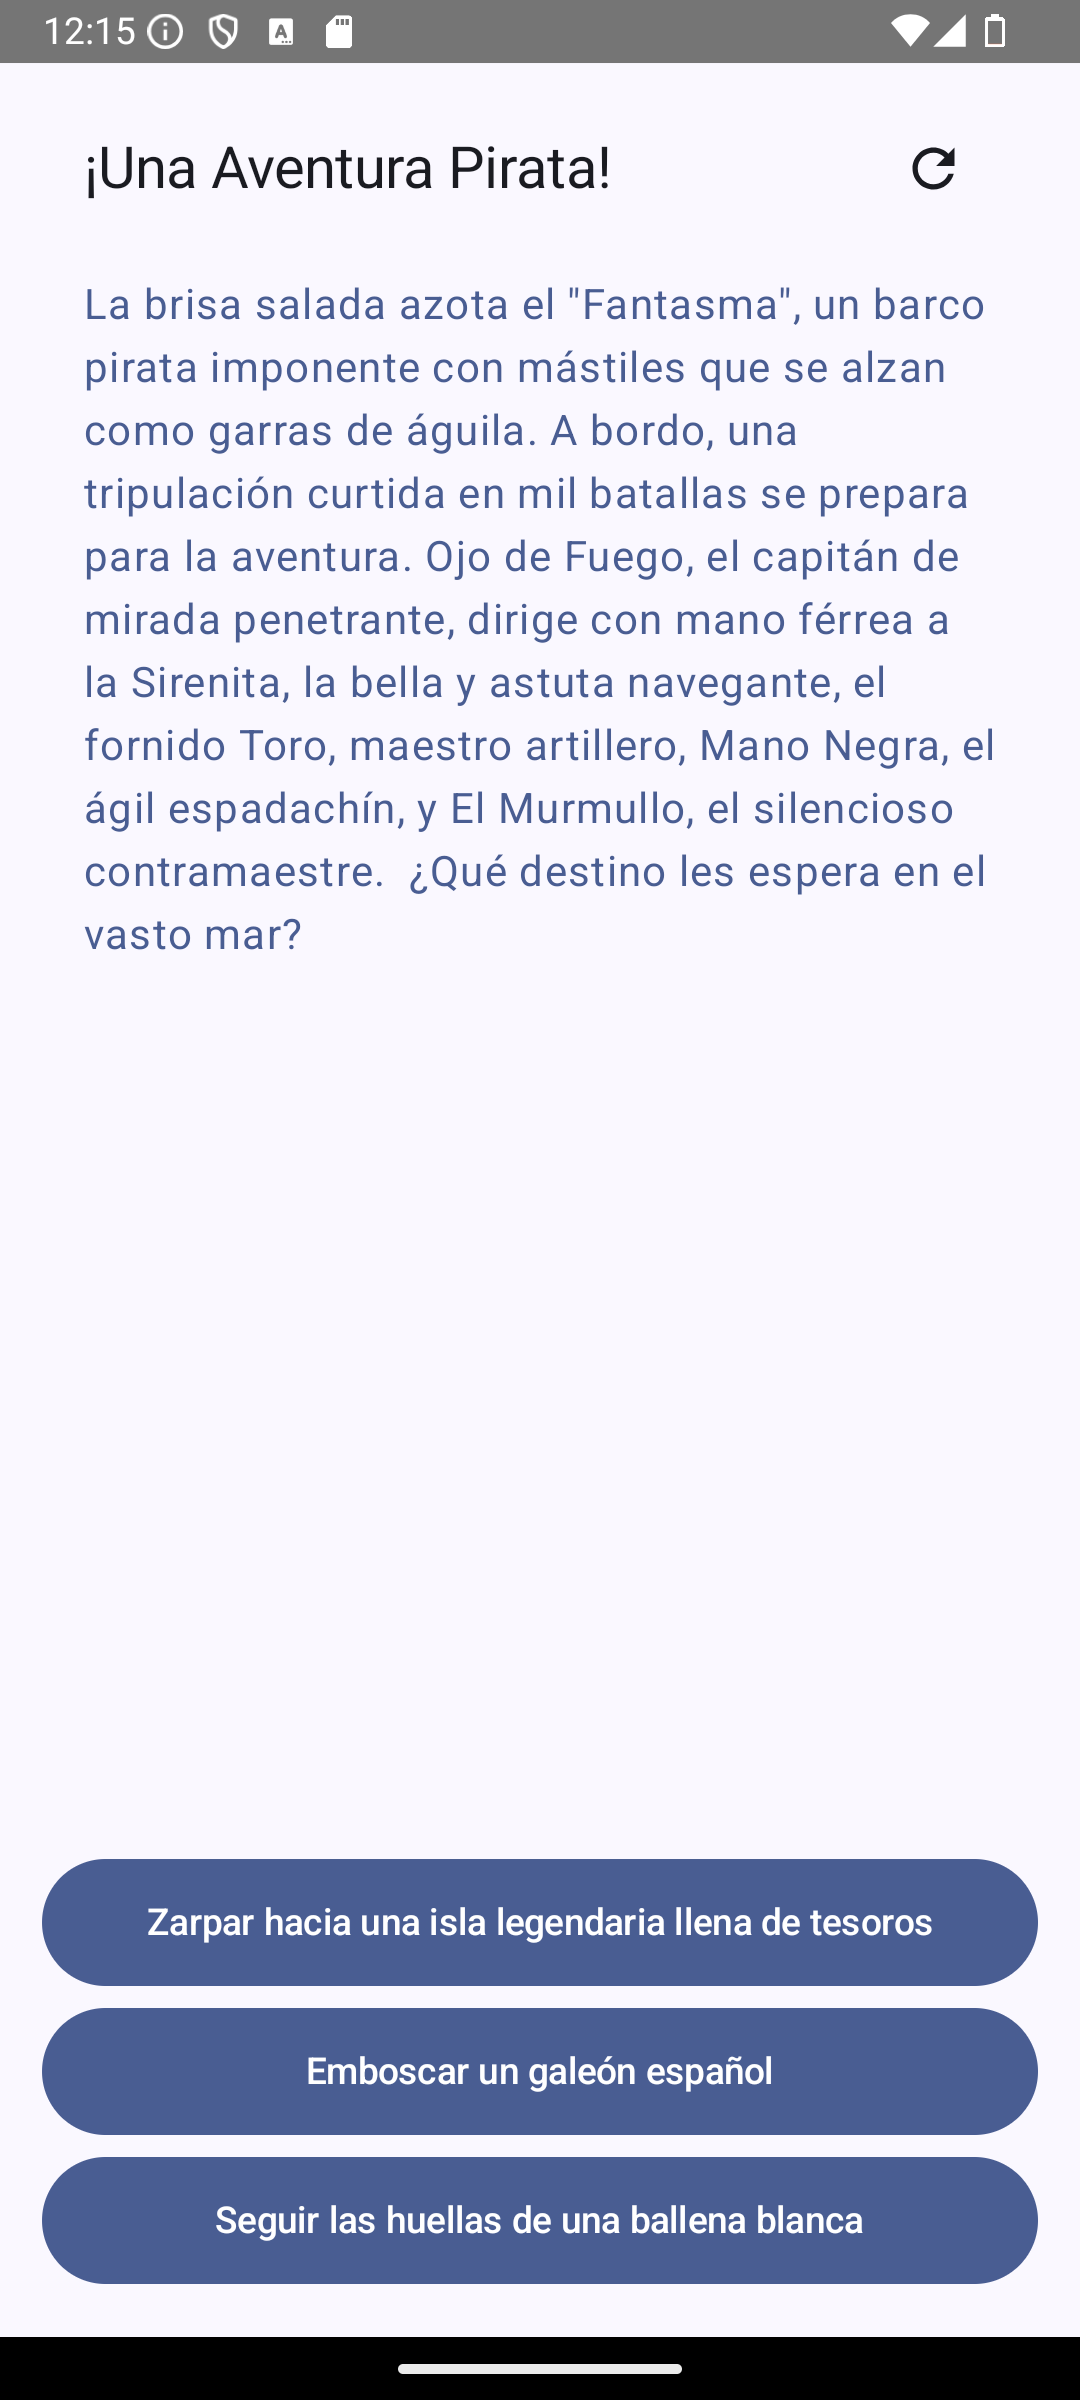 12:15
¡Una Aventura Pirata!
La brisa salada azota el "Fantasma", un barco
pirata imponente con mástiles que se alzan
como garras de águila. A bordo, una
tripulación curtida en mil batallas se prepara
para la aventura. Ojo de Fuego, el capitán de
mirada penetrante, dirige con mano férrea a
la Sirenita, la bella y astuta navegante, el
fornido Toro, maestro artillero, Mano Negra, el
ágil espadachín, y El Murmullo, el silencioso
contramaestre.  ¿Qué destino les espera en el
vasto mar?
Zarpar hacia una isla legendaria llena de tesoros
Emboscar un galeón español
Seguir las huellas de una ballena blanca